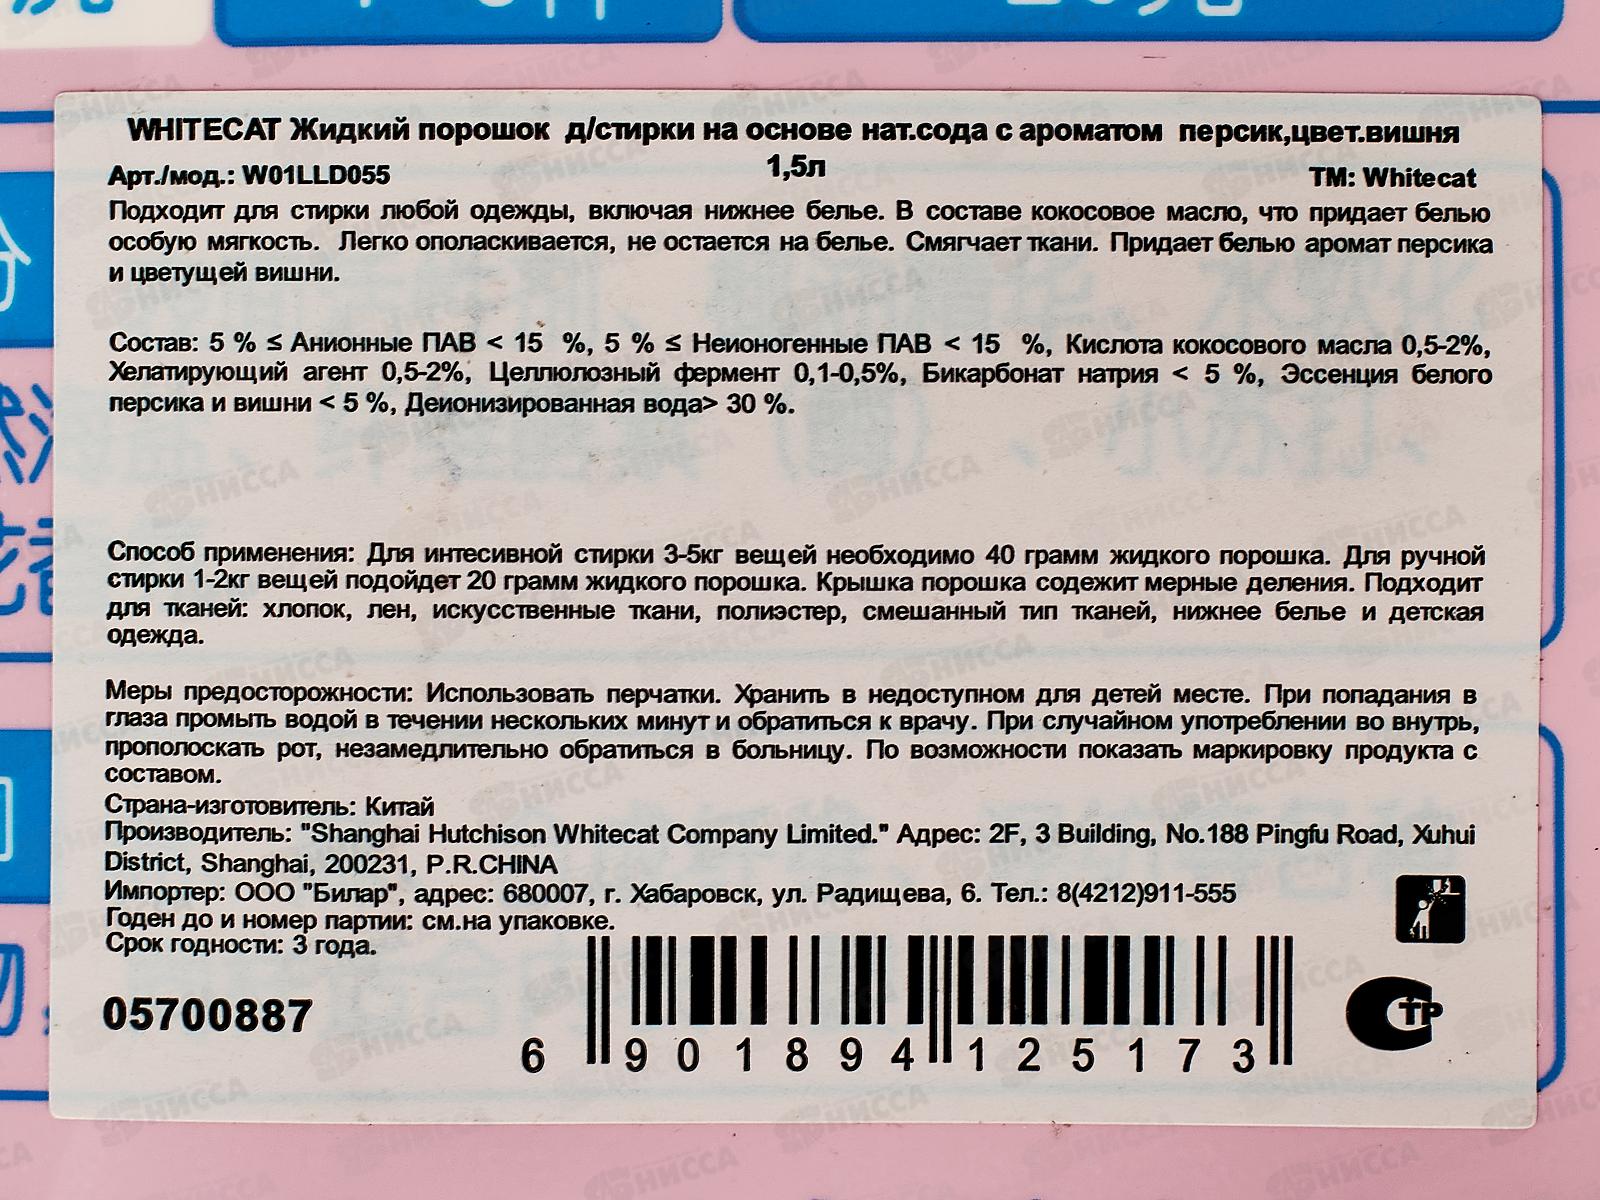 WHITECAT Жидкий порошок д/стирки на основе нат.сода с ароматом персик,цвет.вишня
1,5л
Арт./мод.: W01LLD055
TM: Whitecat
Подходит для стирки любой одежды, включая нижнее белье. В составе кокосовое масло, что придает белью
особую мягкость. Легко ополаскивается, не остается на белье. Смягчает ткани. Придает белью аромат персика
и цветущей вишни.
Состав: 5 % ≤ Анионные ПАВ < 15 %, 5 % ≤ Неионогенные ПАВ < 15 %, Кислота кокосового масла 0,5-2%,
Хелатирующий агент 0,5-2%, Целлюлозный фермент 0,1-0,5%, Бикарбонат натрия < 5 %, Эссенция белого
персика и вишни < 5 %, Деионизированная вода> 30 %.
Способ применения: Для интесивной стирки 3-5кг вещей необходимо 40 грамм жидкого порошка. Для ручной
стирки 1-2кг вещей подойдет 20 грамм жидкого порошка. Крышка порошка содежит мерные деления. Подходит
для тканей: хлопок, лен, искусственные ткани, полиэстер, смешанный тип тканей, нижнее белье и детская
одежда.
Меры предосторожности: Использовать перчатки. Хранить в недоступном для детей месте. При попадания в
глаза промыть водой в течении нескольких минут и обратиться к врачу. При случайном употреблении во внутрь,
прополоскать рот, незамедлительно обратиться в больницу. По возможности показать маркировку продукта с
составом.
Страна-изготовитель: Китай
Производитель: "Shanghai Hutchison Whitecat Company Limited." Адрес: 2F, 3 Building, No.188 Pingfu Road, Xuhui
District, Shanghai, 200231, P.R.CHINA
Импортер: ООО "Билар", адрес: 680007, г. Хабаровск, ул. Радищева, 6. Тел.: 8(4212)911-555
Годен до и номер партии: см.на упаковке.
Срок годности: 3 года.
05700887
6 901894 125173
СТР